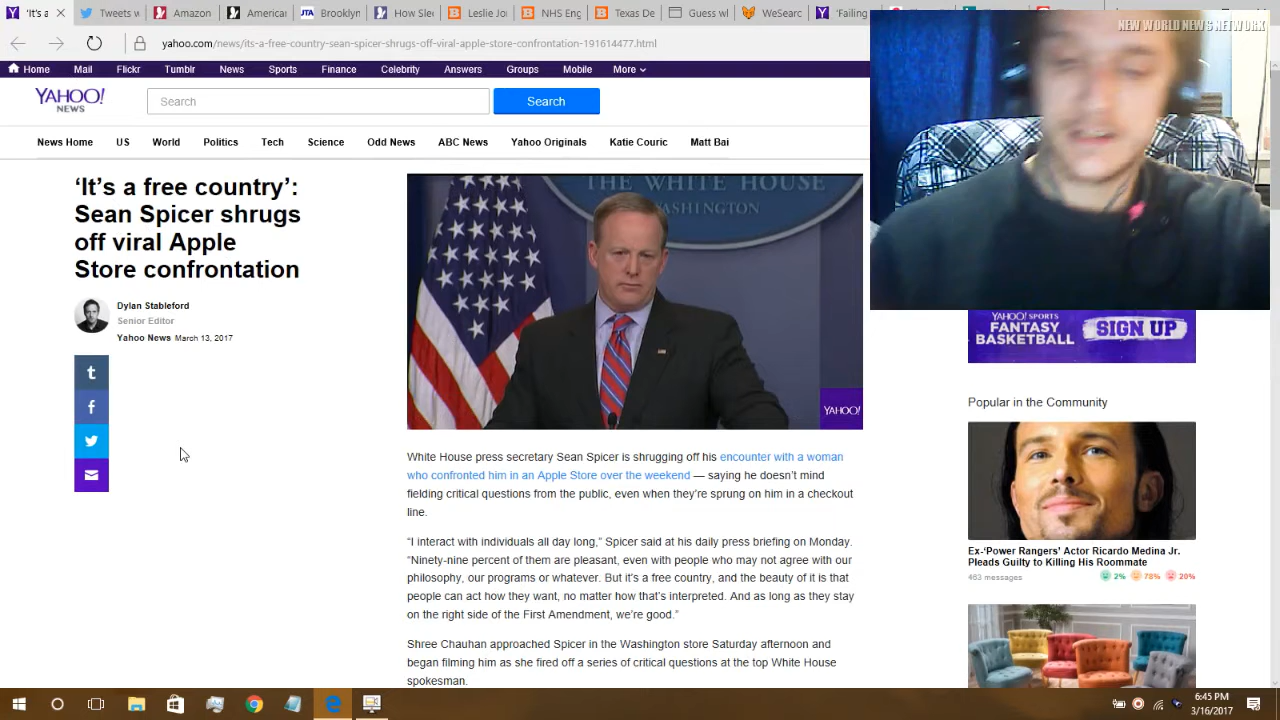 'It's
Tweet
Anamo
Navy e
Brookly
How Slee
Leslie Jo
NHS Eng
Texas De
Guess wl
WeSearc
'Failing
NEW WORLD NEWS NETWORK
yahoo.com/news/its-a-free-country-sean-spicer-shrugs-off-viral-apple-store-confrontation-191614477.html
Home Mail Flickr Tumblr News Sports Finance Celebrity Answers Groups Mobile More
YAHOO!
NEWS
Search
Search
News Home US World Politics Tech Science Odd News ABC News Yahoo Originals Katie Couric Matt Bai
‘It’s a free country’:
Sean Spicer shrugs
off viral Apple
Store confrontation
Dylan Stableford
Senior Editor
Yahoo News March 13, 2017
THE WHITE HOUSE
WASHINGTON
YAHOO!
White House press secretary Sean Spicer is shrugging off his encounter with a woman
who confronted him in an Apple Store over the weekend — saying he doesn’t mind
fielding critical questions from the public, even when they’re sprung on him in a checkout
line.
“I interact with individuals all day long,” Spicer said at his daily press briefing on Monday.
“Ninety-nine percent of them are pleasant, even with people who may not agree with our
philosophy, our programs or whatever. But it’s a free country, and the beauty of it is that
people can act how they want, no matter how that’s interpreted. And as long as they stay
on the right side of the First Amendment, we’re good.”
Shree Chauhan approached Spicer in the Washington store Saturday afternoon and
began filming him as she fired off a series of critical questions at the top White House
spokesman.
YAHOO! SPORTS
FANTASY
BASKETBALL
SIGN UP
Popular in the Community
Ex-‘Power Rangers’ Actor Ricardo Medina Jr.
Pleads Guilty to Killing His Roommate
463 messages 2% 78% 20%
6:45 PM
3/16/2017